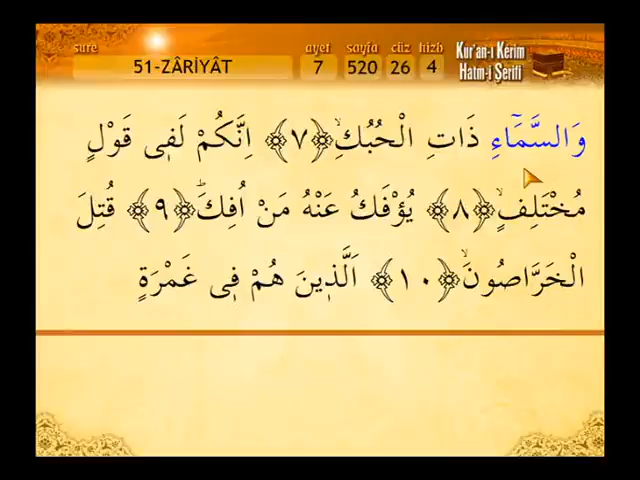 sure ayet sayfa cüz hizb
51-ZÂRİYÂT 7 520 26 4
Kur'an-ı Kerim
Hatm-i Şerifi
وَالسَّمَٓاءِ ذَاتِ الْحُبُكِۙ ﴿٧﴾ اِنَّكُمْ لَف۪ي قَوْلٍ
مُخْتَلِفٍۙ ﴿٨﴾ يُؤْفَكُ عَنْهُ مَنْ اُفِكَۜ ﴿٩﴾ قُتِلَ
الْخَرَّاصُونَۙ ﴿١٠﴾ اَلَّذ۪ينَ هُمْ ف۪ي غَمْرَةٍ